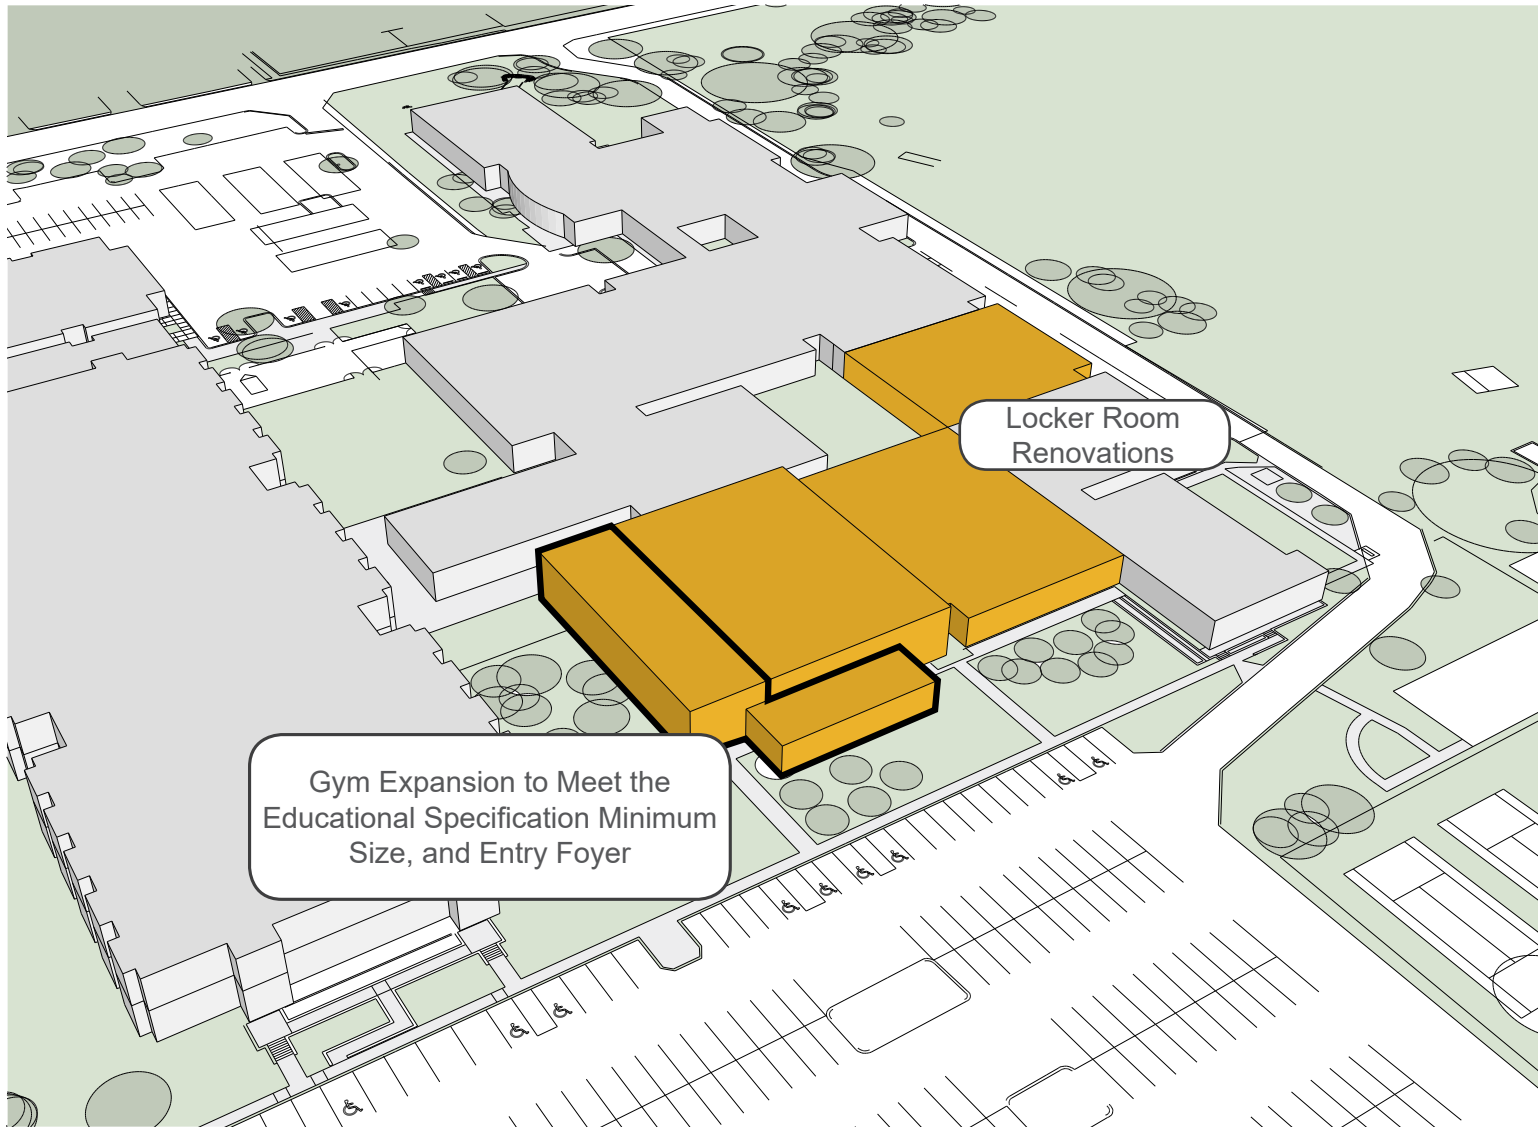 Locker Room
Renovations
Gym Expansion to Meet the
Educational Specification Minimum
Size, and Entry Foyer